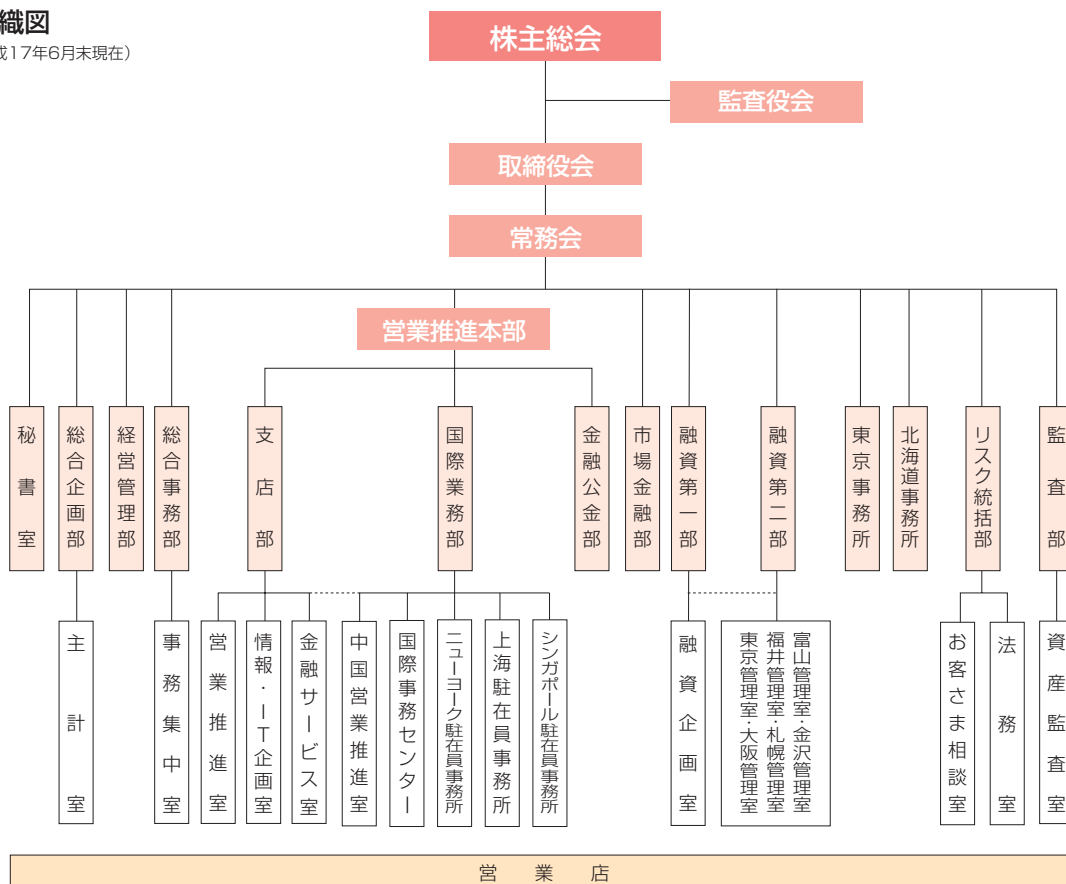 織図
成17年6月末現在）
株主総会
監査役会
取締役会
常務会
営業推進本部
秘書室
総合企画部
経営管理部
総合事務部
支店部
国際業務部
金融公金部
市場金融部
融資第一部
融資第二部
東京事務所
北海道事務所
リスク統括部
監査部
主計室
事務集中室
営業推進室
情報・IT企画室
金融サービス室
中国営業推進室
国際事務センター
ニューヨーク駐在員事務所
上海駐在員事務所
シンガポール駐在員事務所
融資企画室
富山管理室・金沢管理室
福井管理室・札幌管理室
東京管理室・大阪管理室
お客さま相談室
法務室
資産監査室
営業店